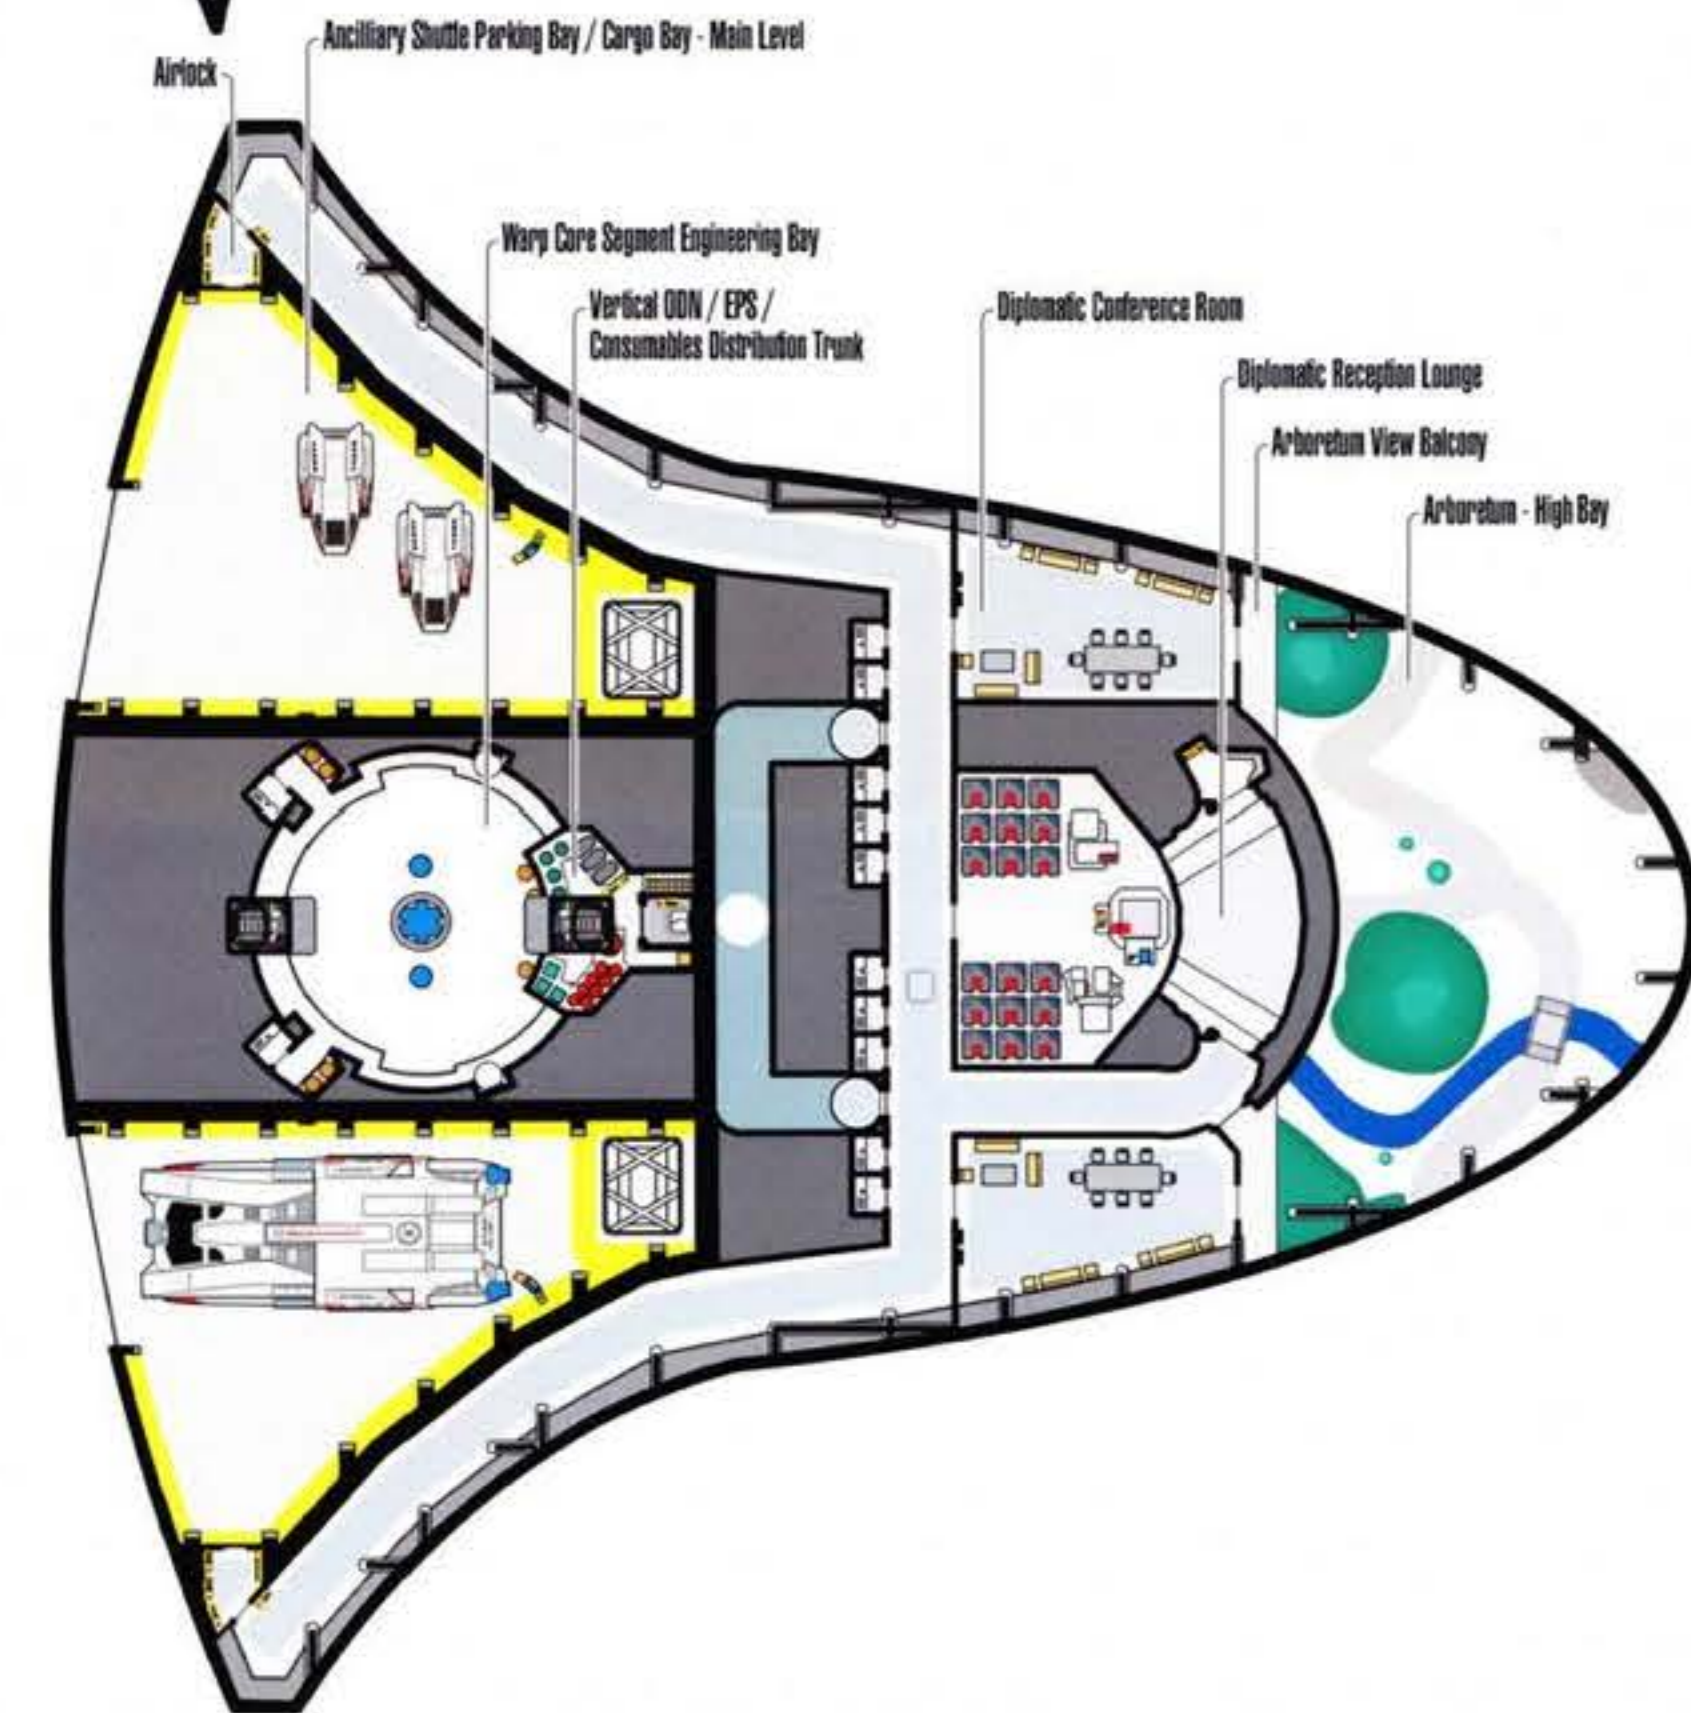 Ancilliary Shuttle Parking Bay / Cargo Bay - Main Level
Airlock
Warp Core Segment Engineering Bay
Vertical ODN / EPS /
Consumables Distribution Trunk
Diplomatic Conference Room
Diplomatic Reception Lounge
Arboretum View Balcony
Arboretum - High Bay